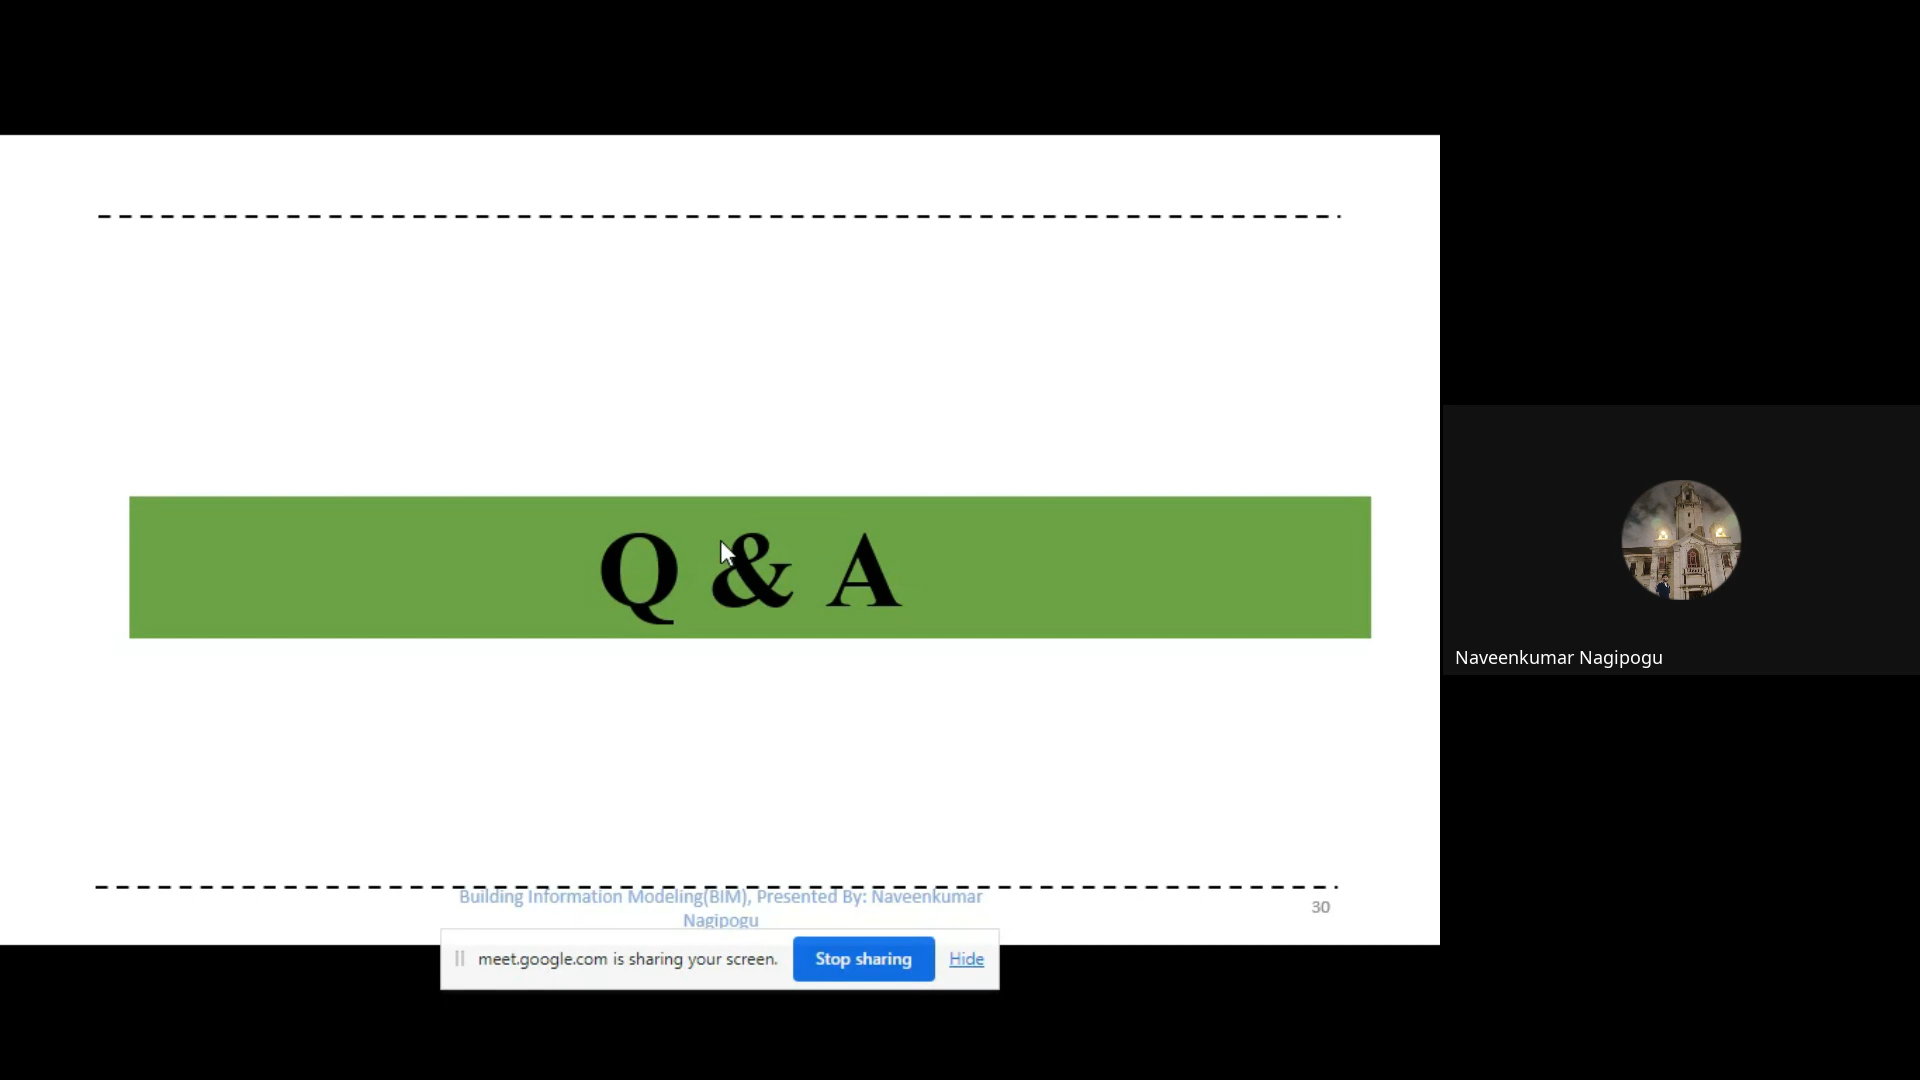 Q & A
Building Information Modeling(BIM), Presented By: Naveenkumar
Nagipogu
30
meet.google.com is sharing your screen.
Stop sharing
Hide
Naveenkumar Nagipogu